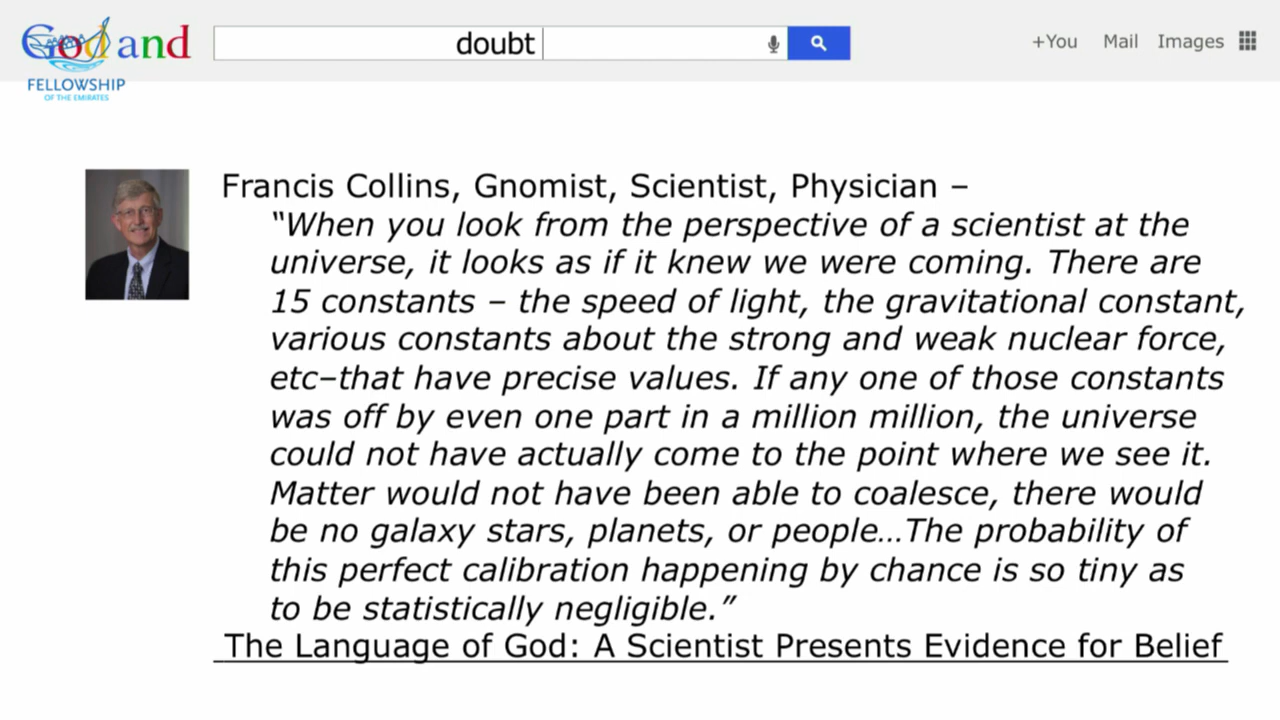 God and
doubt
+You Mail Images
FELLOWSHIP
OF THE EMIRATES
Francis Collins, Gnomist, Scientist, Physician –
“When you look from the perspective of a scientist at the
universe, it looks as if it knew we were coming. There are
15 constants – the speed of light, the gravitational constant,
various constants about the strong and weak nuclear force,
etc–that have precise values. If any one of those constants
was off by even one part in a million million, the universe
could not have actually come to the point where we see it.
Matter would not have been able to coalesce, there would
be no galaxy stars, planets, or people…The probability of
this perfect calibration happening by chance is so tiny as
to be statistically negligible.”
The Language of God: A Scientist Presents Evidence for Belief